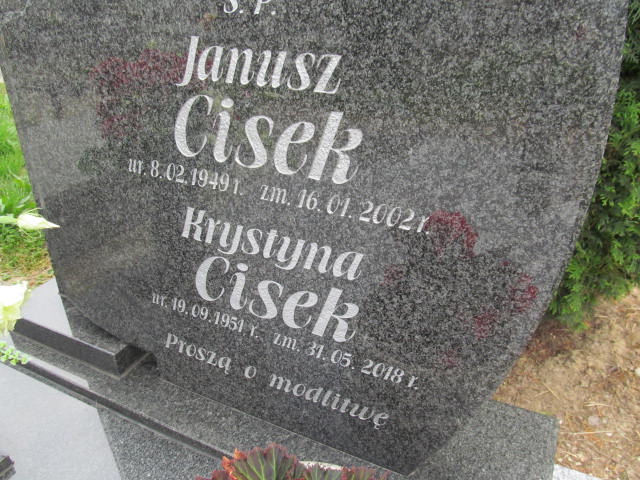 Ś. P.
Janusz
Cisek
ur. 8.02.1949 r. zm. 16.01.2002 r.
Krystyna
Cisek
ur. 19.09.1951 r. zm. 31.05.2018 r.
Proszą o modlitwę